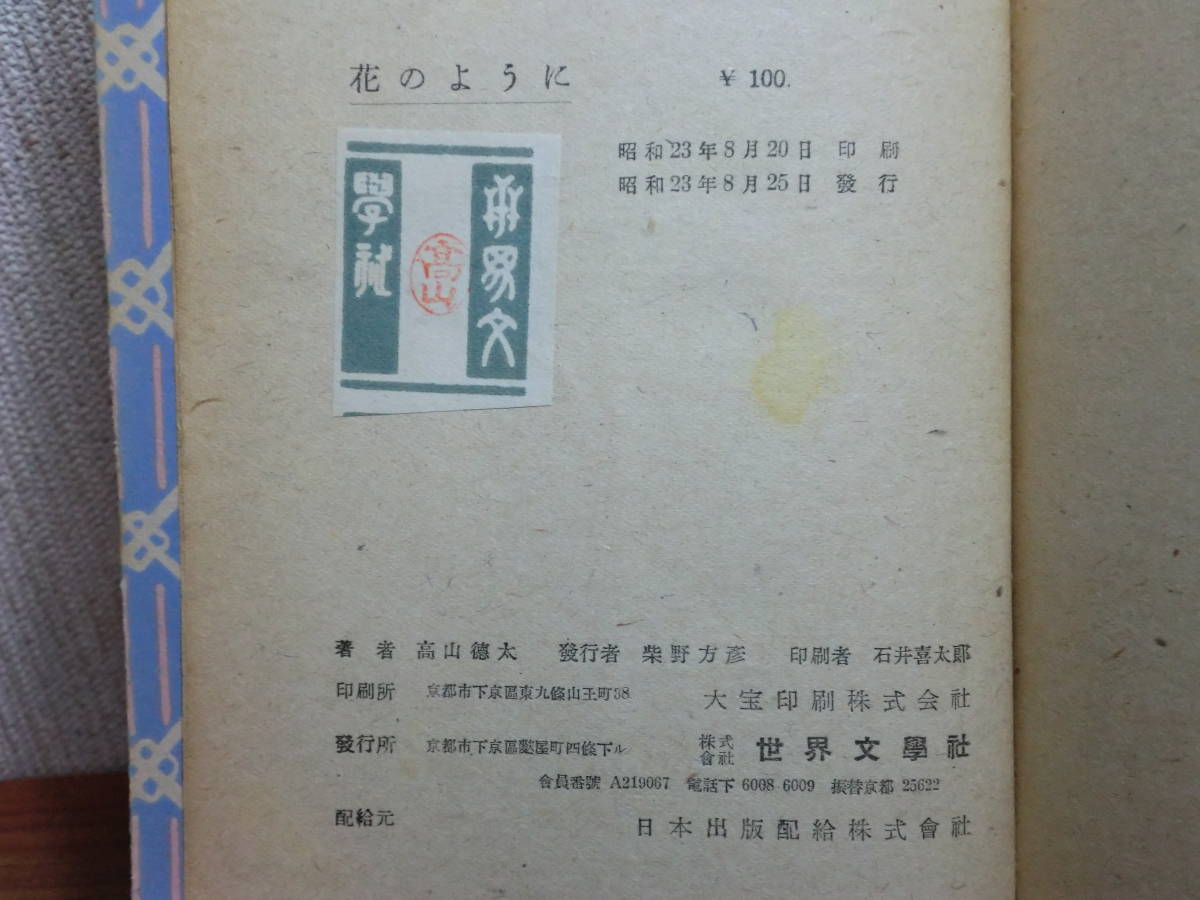 花のように ¥ 100.
昭和23年8月20日 印刷
昭和23年8月25日 發行
世界文
學社
高山
著者 高山德太 發行者 柴野方彦 印刷者 石井喜太郎
印刷所 京都市下京區東九條山王町38 大宝印刷株式会社
發行所 京都市下京區麩屋町四條下ル 株式會社 世界文學社
會員番號 A219067 電話下 6008 6009 振替京都 25622
配給元 日本出版配給株式會社